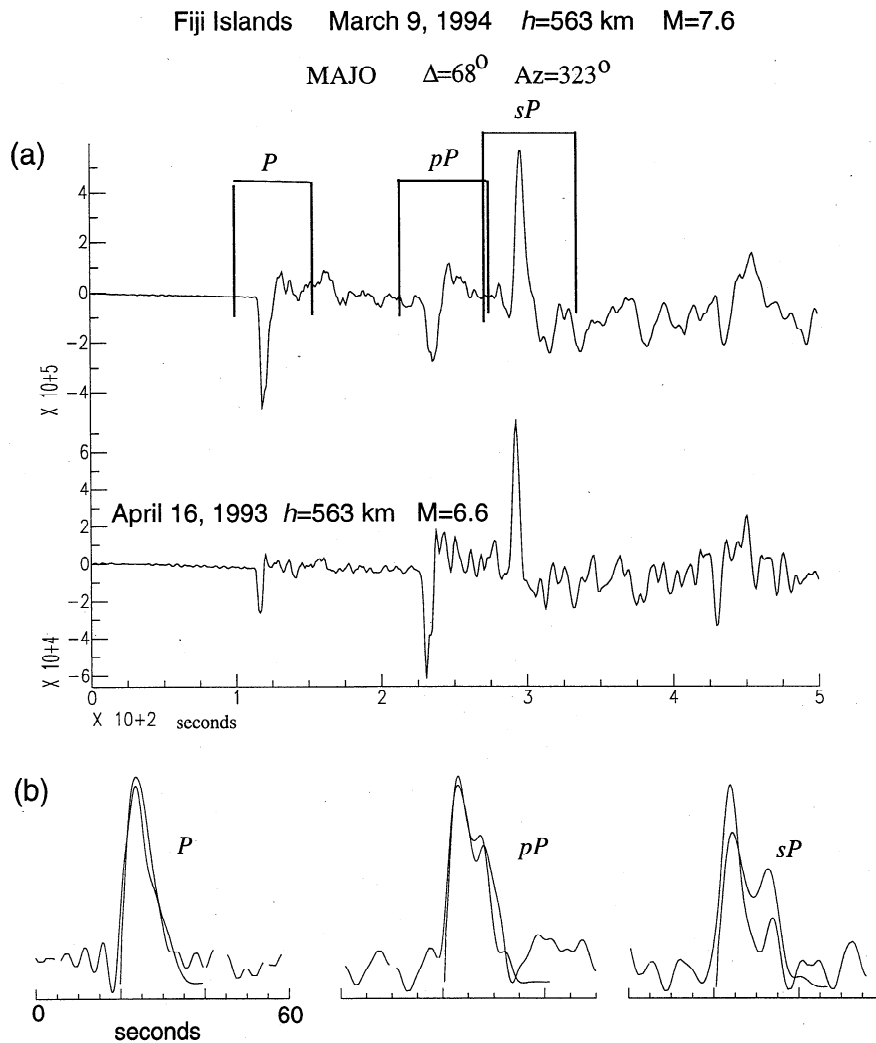 Fiji Islands March 9, 1994 h=563 km M=7.6
MAJO Δ=68° Az=323°
sP
(a)
P pP
4
2
0
−2
−4
X 10+5
6
4
April 16, 1993 h=563 km M=6.6
2
0
−2
−4
−6
X 10+4
0 1 2 3 4 5
X 10+2 seconds
(b)
P pP sP
0 60
seconds